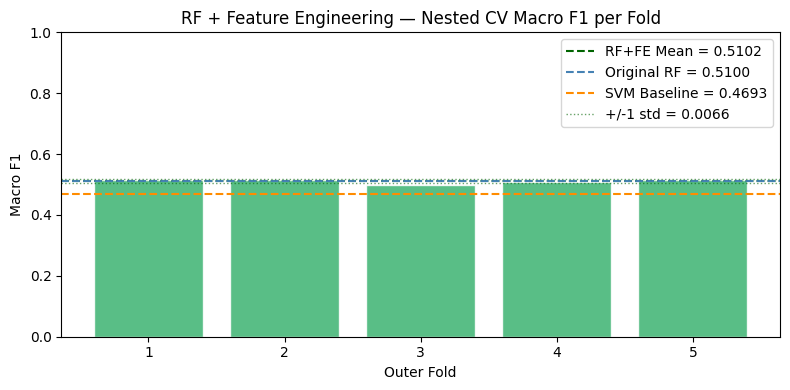 RF + Feature Engineering — Nested CV Macro F1 per Fold
1.0
0.8
0.6
0.4
0.2
0.0
Macro F1
RF+FE Mean = 0.5102
Original RF = 0.5100
SVM Baseline = 0.4693
+/-1 std = 0.0066
1 2 3 4 5
Outer Fold